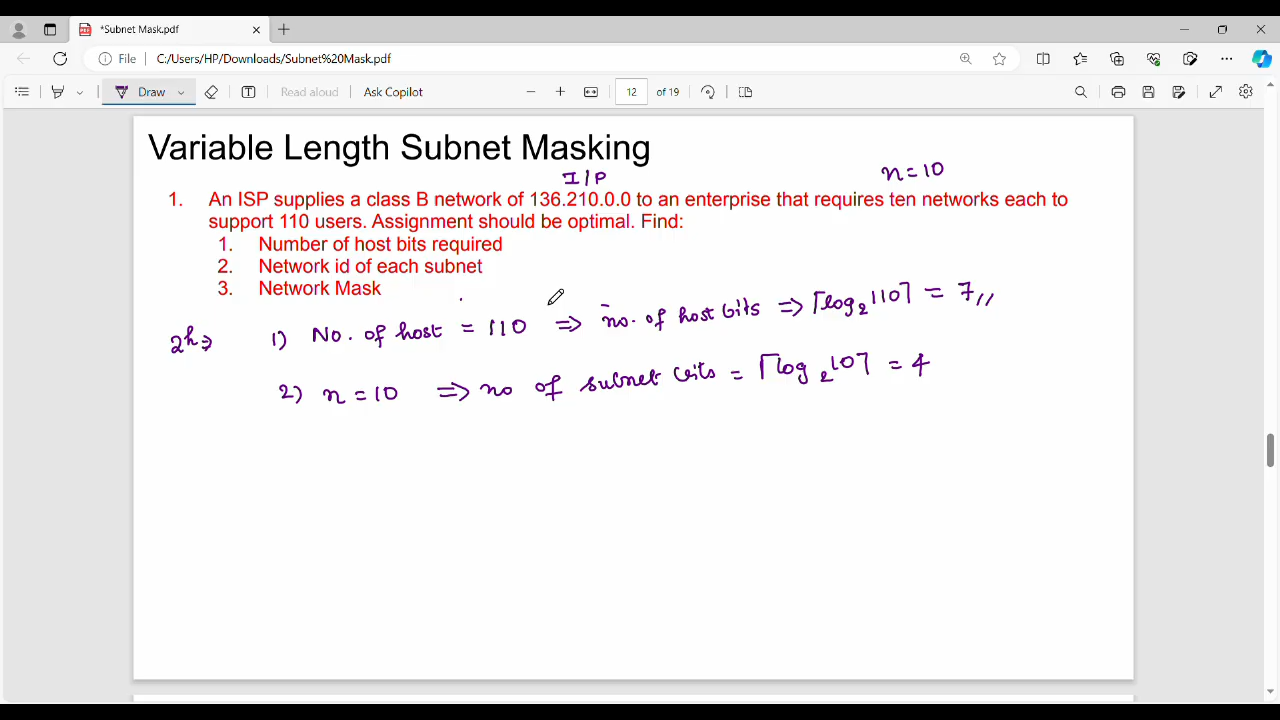 *Subnet Mask.pdf
File C:/Users/HP/Downloads/Subnet%20Mask.pdf
Draw Read aloud Ask Copilot 12 of 19
Variable Length Subnet Masking
I/P n=10
1. An ISP supplies a class B network of 136.210.0.0 to an enterprise that requires ten networks each to
support 110 users. Assignment should be optimal. Find:
1. Number of host bits required
2. Network id of each subnet
3. Network Mask
2^h ⇒ 1) No. of host = 110 ⇒ no. of host bits ⇒ ⌈log₂110⌉ = 7//
2) n = 10 ⇒ no of subnet bits = ⌈log₂10⌉ = 4